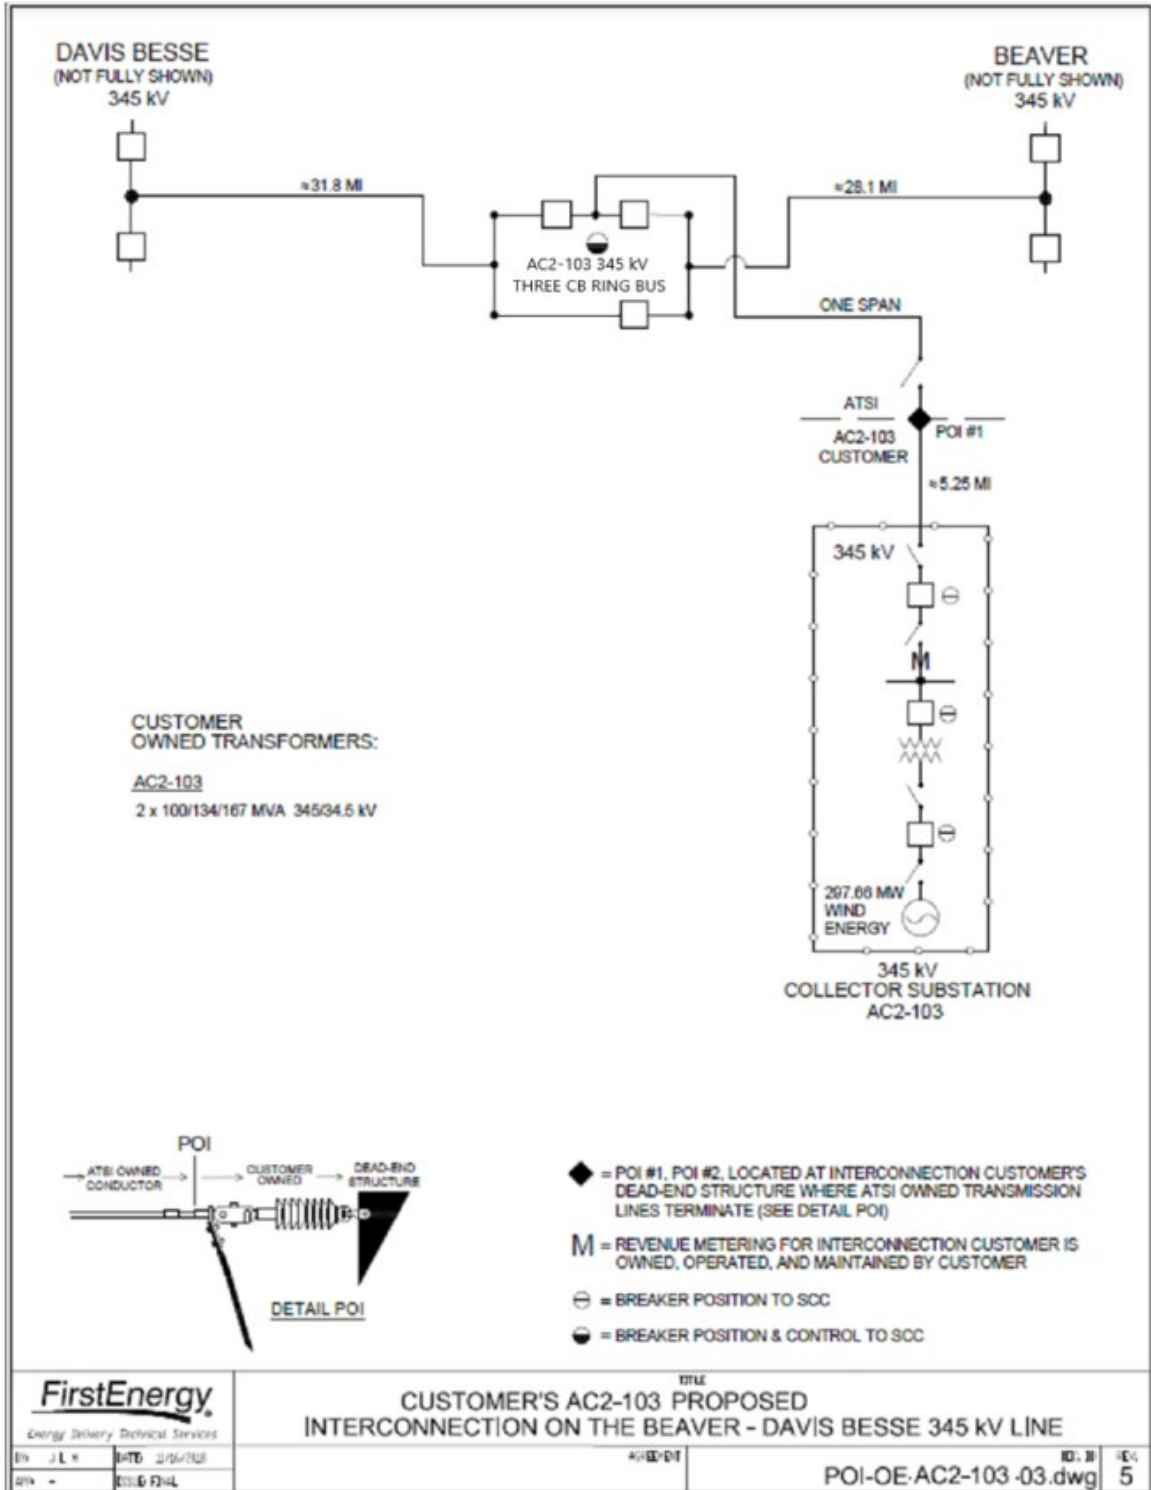 DAVIS BESSE
(NOT FULLY SHOWN)
345 kV
BEAVER
(NOT FULLY SHOWN)
345 kV
≈31.8 MI
≈28.1 MI
AC2-103 345 kV
THREE CB RING BUS
ONE SPAN
ATSI
POI #1
AC2-103
CUSTOMER
≈5.25 MI
345 kV
M
297.66 MW
WIND
ENERGY
345 kV
COLLECTOR SUBSTATION
AC2-103
CUSTOMER
OWNED TRANSFORMERS:
AC2-103
2 x 100/134/167 MVA 345/34.5 kV
POI
ATSI OWNED
CONDUCTOR
CUSTOMER
OWNED
DEAD-END
STRUCTURE
DETAIL POI
= POI #1, POI #2, LOCATED AT INTERCONNECTION CUSTOMER'S
DEAD-END STRUCTURE WHERE ATSI OWNED TRANSMISSION
LINES TERMINATE (SEE DETAIL POI)
M = REVENUE METERING FOR INTERCONNECTION CUSTOMER IS
OWNED, OPERATED, AND MAINTAINED BY CUSTOMER
= BREAKER POSITION TO SCC
= BREAKER POSITION & CONTROL TO SCC
FirstEnergy
Energy Delivery Technical Services
TITLE
CUSTOMER'S AC2-103 PROPOSED
INTERCONNECTION ON THE BEAVER - DAVIS BESSE 345 kV LINE
DATE
ISSUE FINAL
AGREEMENT
POI-OE-AC2-103 -03.dwg
REV.
5